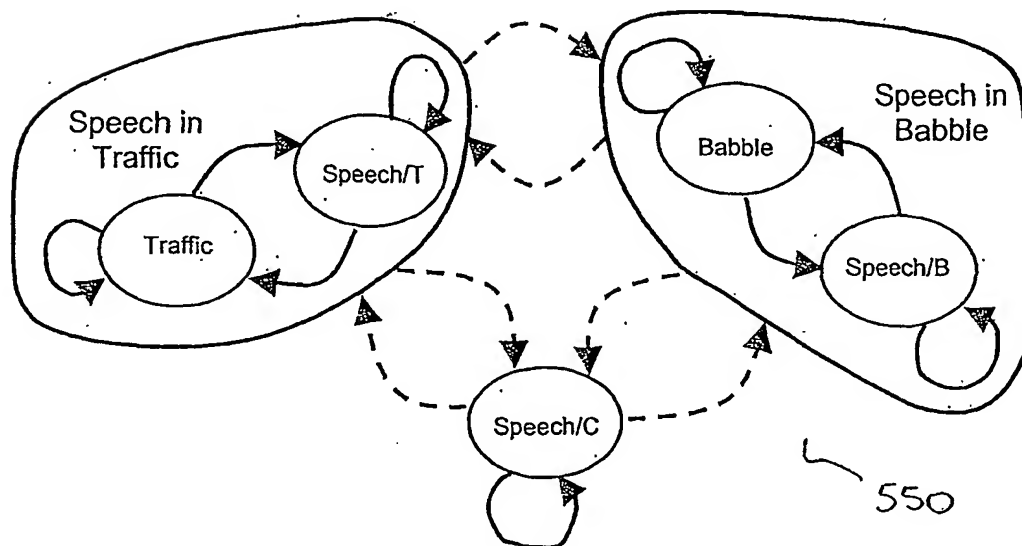 Speech in
Traffic
Speech/T
Traffic
Speech in
Babble
Babble
Speech/B
Speech/C
550